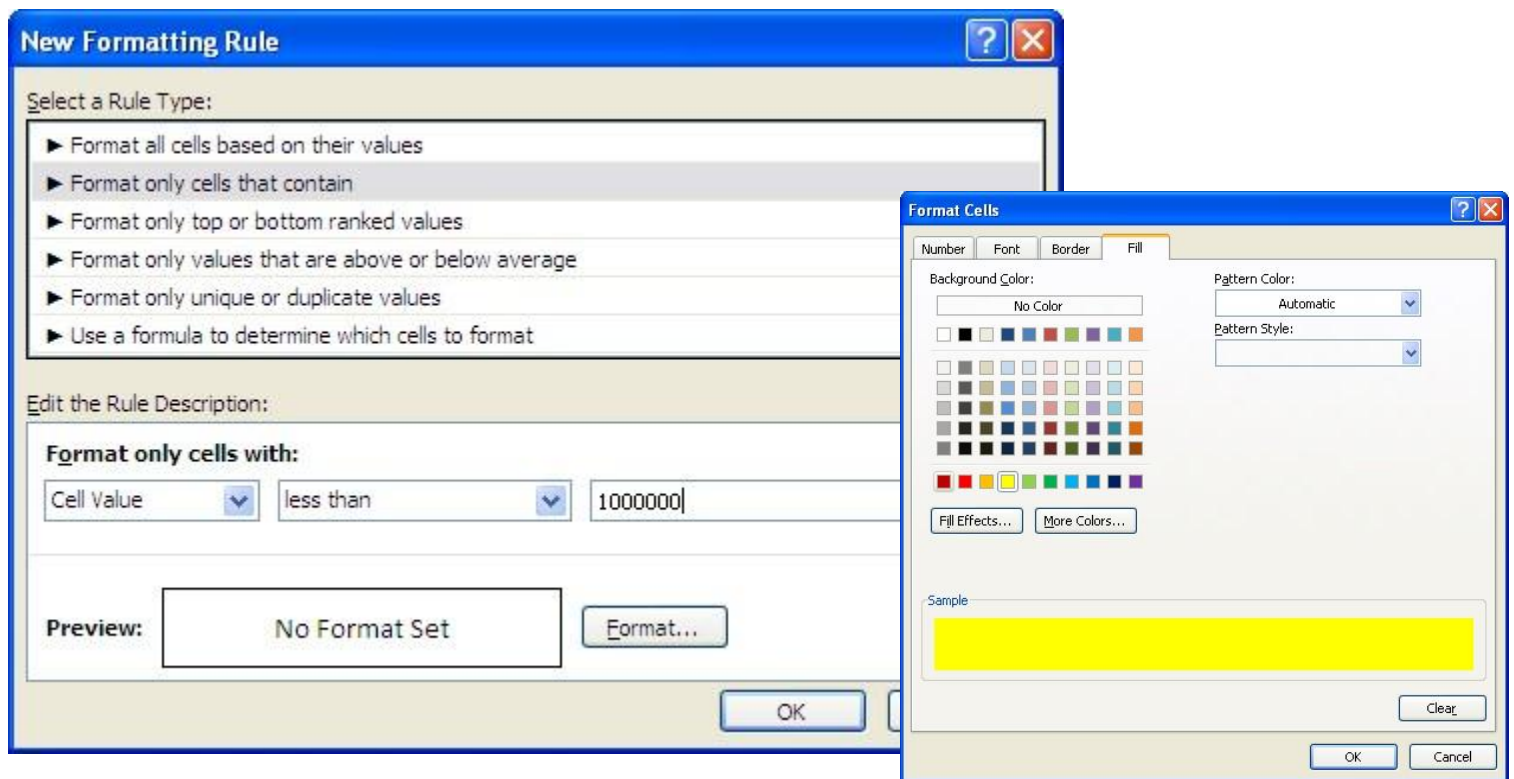 New Formatting Rule
Select a Rule Type:
► Format all cells based on their values
► Format only cells that contain
► Format only top or bottom ranked values
► Format only values that are above or below average
► Format only unique or duplicate values
► Use a formula to determine which cells to format
Edit the Rule Description:
Format only cells with:
Cell Value less than 1000000
Preview: No Format Set Format...
OK
Format Cells
Number Font Border Fill
Background Color: Pattern Color:
No Color Automatic
Pattern Style:
Fill Effects... More Colors...
Sample
Clear
OK Cancel